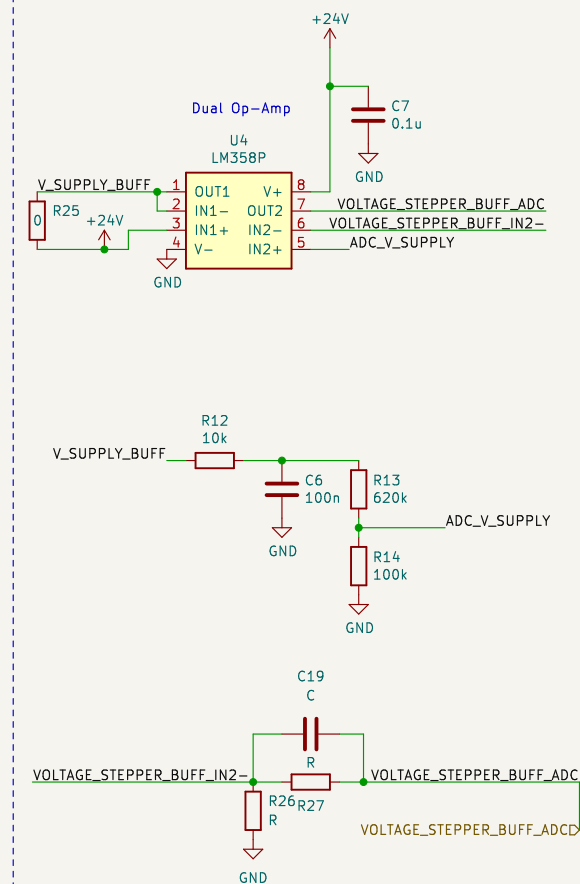 +24V
Dual Op-Amp
C7
0.1u
U4
LM358P
GND
V_SUPPLY_BUFF
1
OUT1
V+
8
R25
0
+24V
2
IN1-
OUT2
7
VOLTAGE_STEPPER_BUFF_ADC
3
IN1+
IN2-
6
VOLTAGE_STEPPER_BUFF_IN2-
4
V-
IN2+
5
ADC_V_SUPPLY
GND
R12
10k
V_SUPPLY_BUFF
C6
100n
R13
620k
GND
ADC_V_SUPPLY
R14
100k
GND
C19
C
R
VOLTAGE_STEPPER_BUFF_IN2-
VOLTAGE_STEPPER_BUFF_ADC
R26
R
R27
VOLTAGE_STEPPER_BUFF_ADC
GND